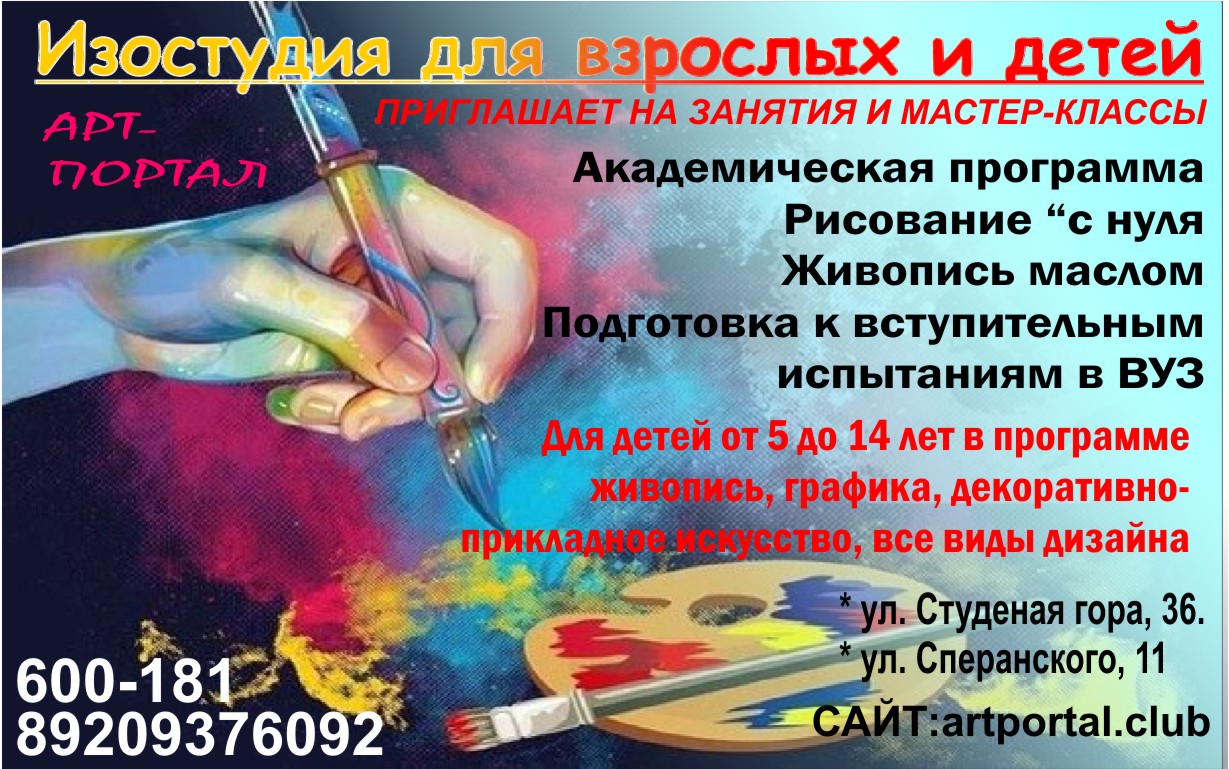 Изостудия для взрослых и детей
ПРИГЛАШАЕТ НА ЗАНЯТИЯ И МАСТЕР-КЛАССЫ
АРТ-
ПОРТАЛ
Академическая программа
Рисование “с нуля
Живопись маслом
Подготовка к вступительным
испытаниям в ВУЗ
Для детей от 5 до 14 лет в программе
живопись, графика, декоративно-
прикладное искусство, все виды дизайна
* ул. Студеная гора, 36.
* ул. Сперанского, 11
600-181
89209376092
САЙТ:artportal.club